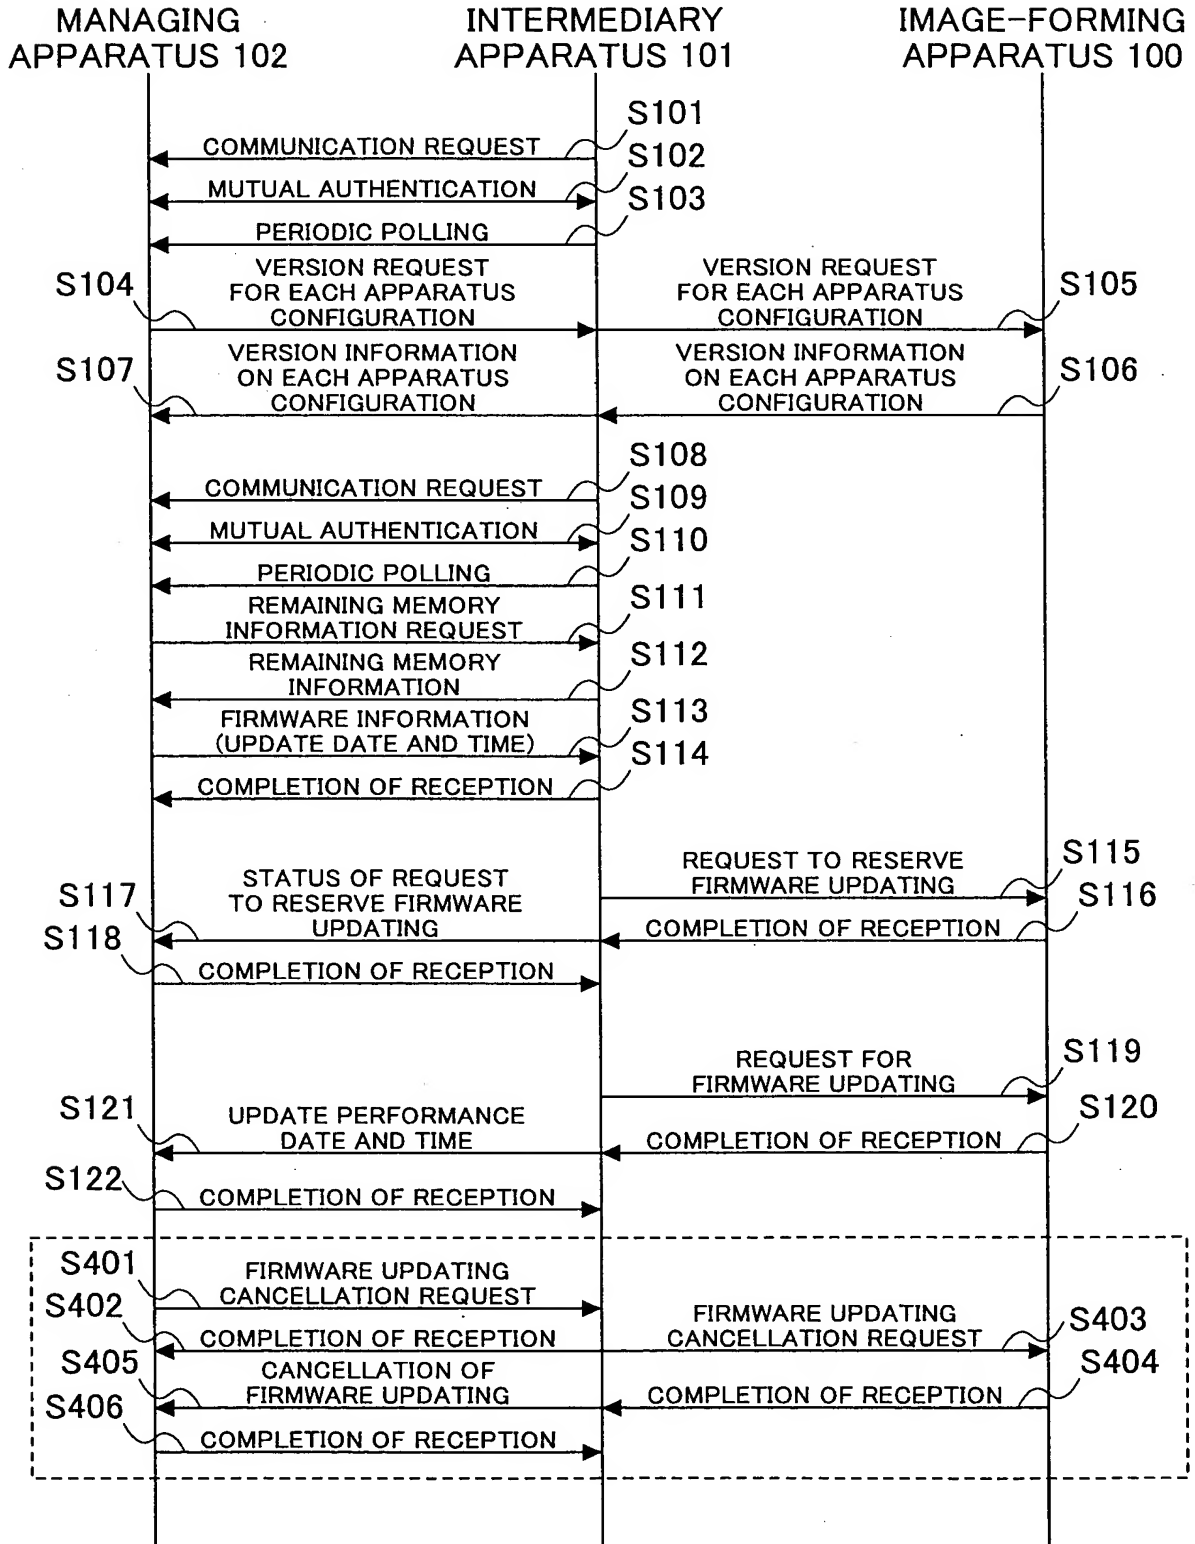 MANAGING
APPARATUS 102
INTERMEDIARY
APPARATUS 101
IMAGE-FORMING
APPARATUS 100
S101
COMMUNICATION REQUEST
S102
MUTUAL AUTHENTICATION
S103
PERIODIC POLLING
S104
VERSION REQUEST
FOR EACH APPARATUS
CONFIGURATION
VERSION REQUEST
FOR EACH APPARATUS
CONFIGURATION
S105
S107
VERSION INFORMATION
ON EACH APPARATUS
CONFIGURATION
VERSION INFORMATION
ON EACH APPARATUS
CONFIGURATION
S106
S108
COMMUNICATION REQUEST
S109
MUTUAL AUTHENTICATION
S110
PERIODIC POLLING
S111
REMAINING MEMORY
INFORMATION REQUEST
S112
REMAINING MEMORY
INFORMATION
S113
FIRMWARE INFORMATION
(UPDATE DATE AND TIME)
S114
COMPLETION OF RECEPTION
REQUEST TO RESERVE
FIRMWARE UPDATING
S115
S117
STATUS OF REQUEST
TO RESERVE FIRMWARE
UPDATING
COMPLETION OF RECEPTION
S116
S118
COMPLETION OF RECEPTION
REQUEST FOR
FIRMWARE UPDATING
S119
S121
UPDATE PERFORMANCE
DATE AND TIME
COMPLETION OF RECEPTION
S120
S122
COMPLETION OF RECEPTION
S401
FIRMWARE UPDATING
CANCELLATION REQUEST
S402
COMPLETION OF RECEPTION
FIRMWARE UPDATING
CANCELLATION REQUEST
S403
S405
CANCELLATION OF
FIRMWARE UPDATING
COMPLETION OF RECEPTION
S404
S406
COMPLETION OF RECEPTION